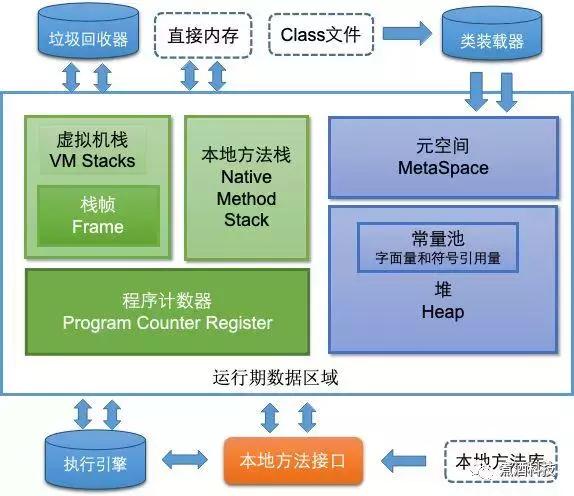 垃圾回收器
直接内存
Class文件
类装载器
虚拟机栈
VM Stacks
栈帧
Frame
本地方法栈
Native
Method
Stack
元空间
MetaSpace
常量池
字面量和符号引用量
堆
Heap
程序计数器
Program Counter Register
运行期数据区域
执行引擎
本地方法接口
本地方法库
煮酒科技